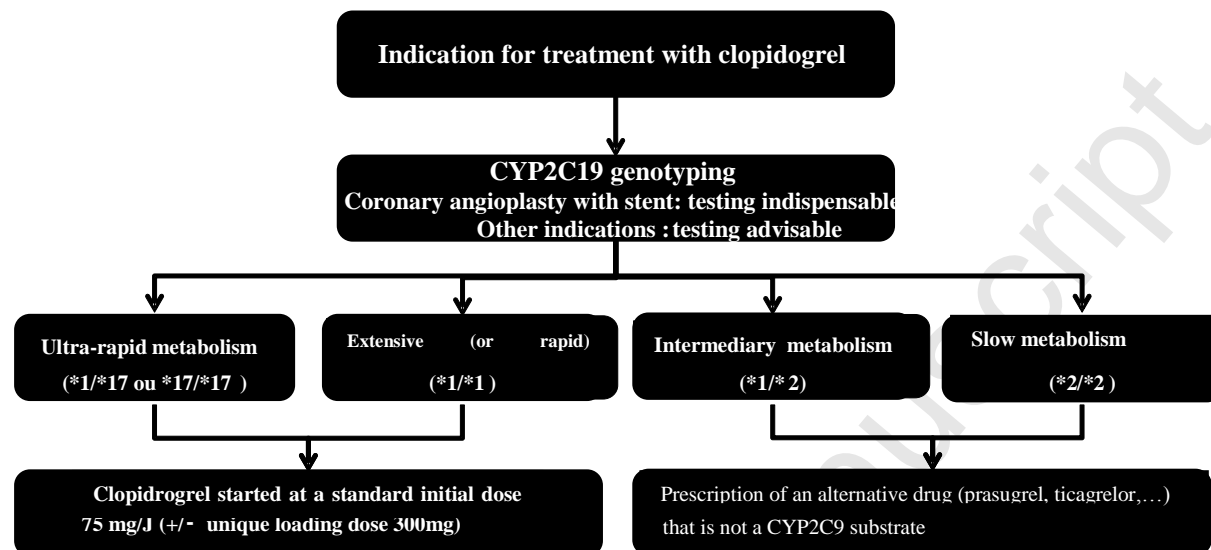 Indication for treatment with clopidogrel
CYP2C19 genotyping
Coronary angioplasty with stent: testing indispensable
Other indications : testing advisable
Ultra-rapid metabolism
(*1/*17 ou *17/*17 )
Extensive (or rapid)
(*1/*1 )
Intermediary metabolism
(*1/* 2)
Slow metabolism
(*2/*2 )
Clopidrogrel started at a standard initial dose
75 mg/J (+/- unique loading dose 300mg)
Prescription of an alternative drug (prasugrel, ticagrelor,…)
that is not a CYP2C9 substrate
uscript